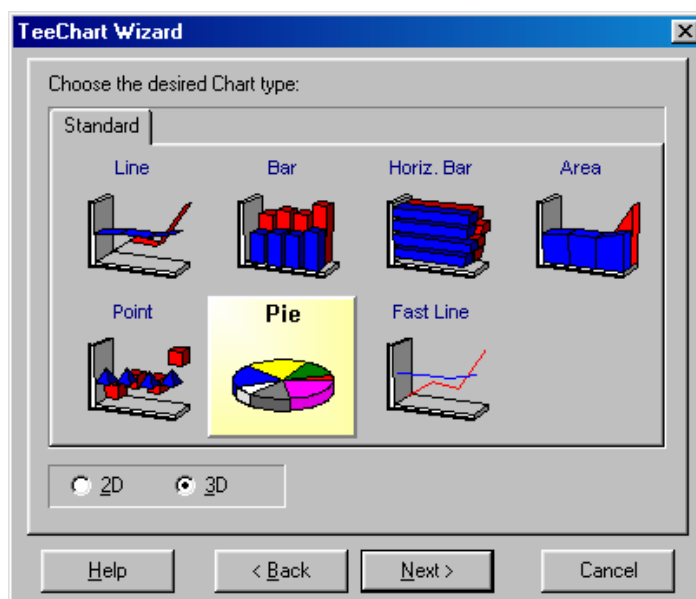 TeeChart Wizard
Choose the desired Chart type:
Standard
Line Bar Horiz. Bar Area
Point Pie Fast Line
2D 3D
Help < Back Next > Cancel